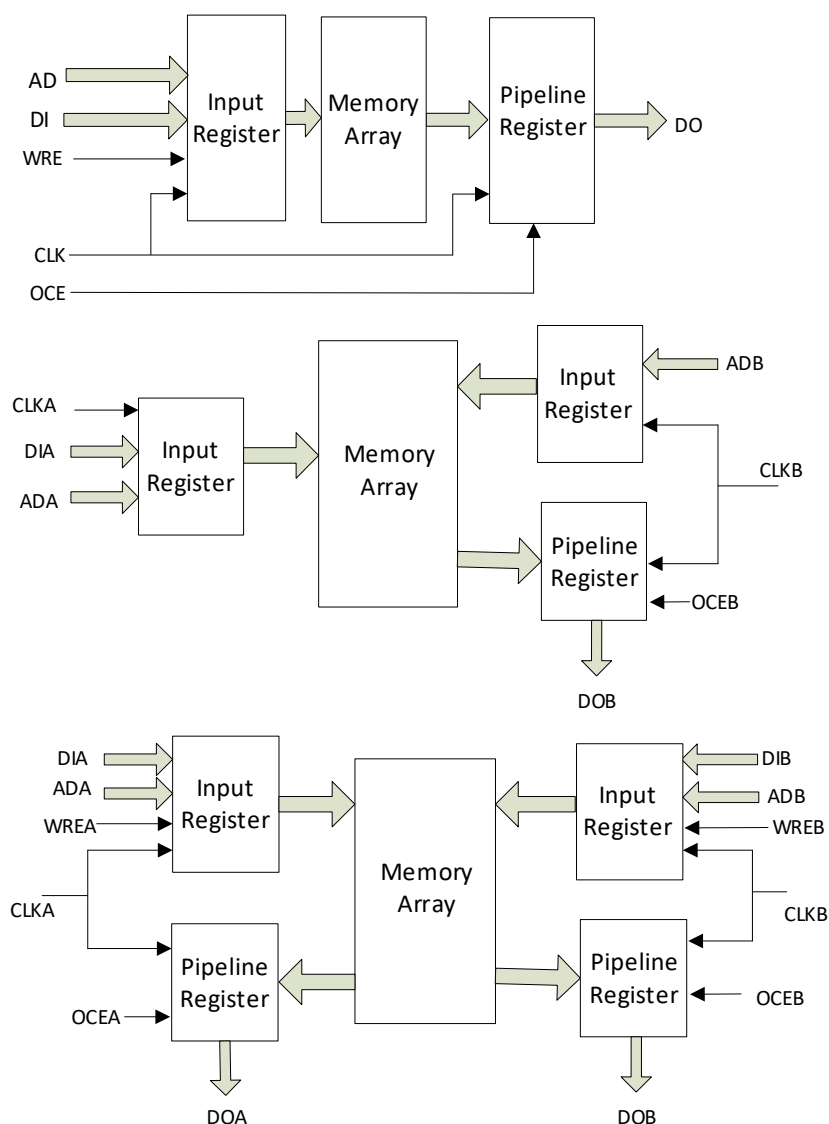 AD
DI
WRE
CLK
OCE
Input
Register
Memory
Array
Pipeline
Register
DO
CLKA
DIA
ADA
Input
Register
Memory
Array
Input
Register
ADB
CLKB
Pipeline
Register
OCEB
DOB
DIA
ADA
WREA
CLKA
OCEA
Input
Register
Pipeline
Register
DOA
Memory
Array
Input
Register
DIB
ADB
WREB
CLKB
Pipeline
Register
OCEB
DOB